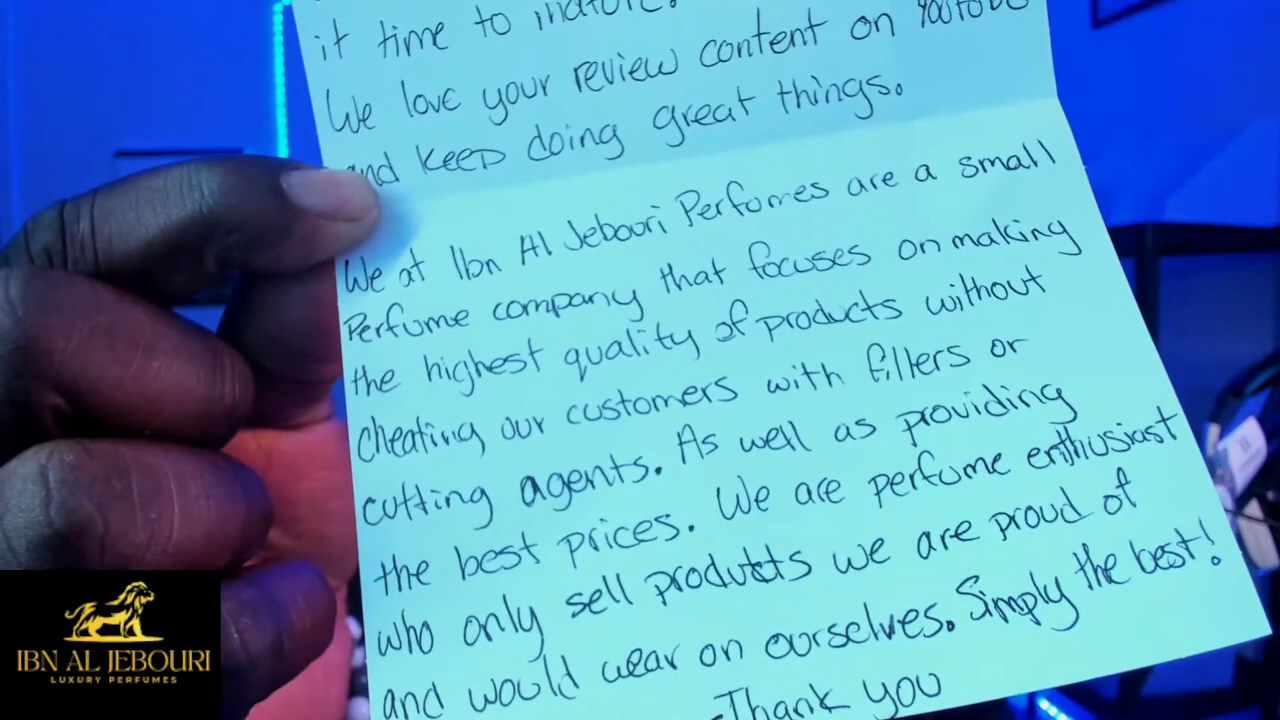 it time to mature.
We love your review content on YouTube
and keep doing great things.
We at Ibn Al Jebouri Perfumes are a small
Perfume company that focuses on making
the highest quality of products without
cheating our customers with fillers or
cutting agents. As well as providing
the best prices. We are perfume enthusiast
who only sell products we are proud of
and would wear on ourselves. Simply the best!
-Thank you
IBN AL JEBOURI
LUXURY PERFUMES